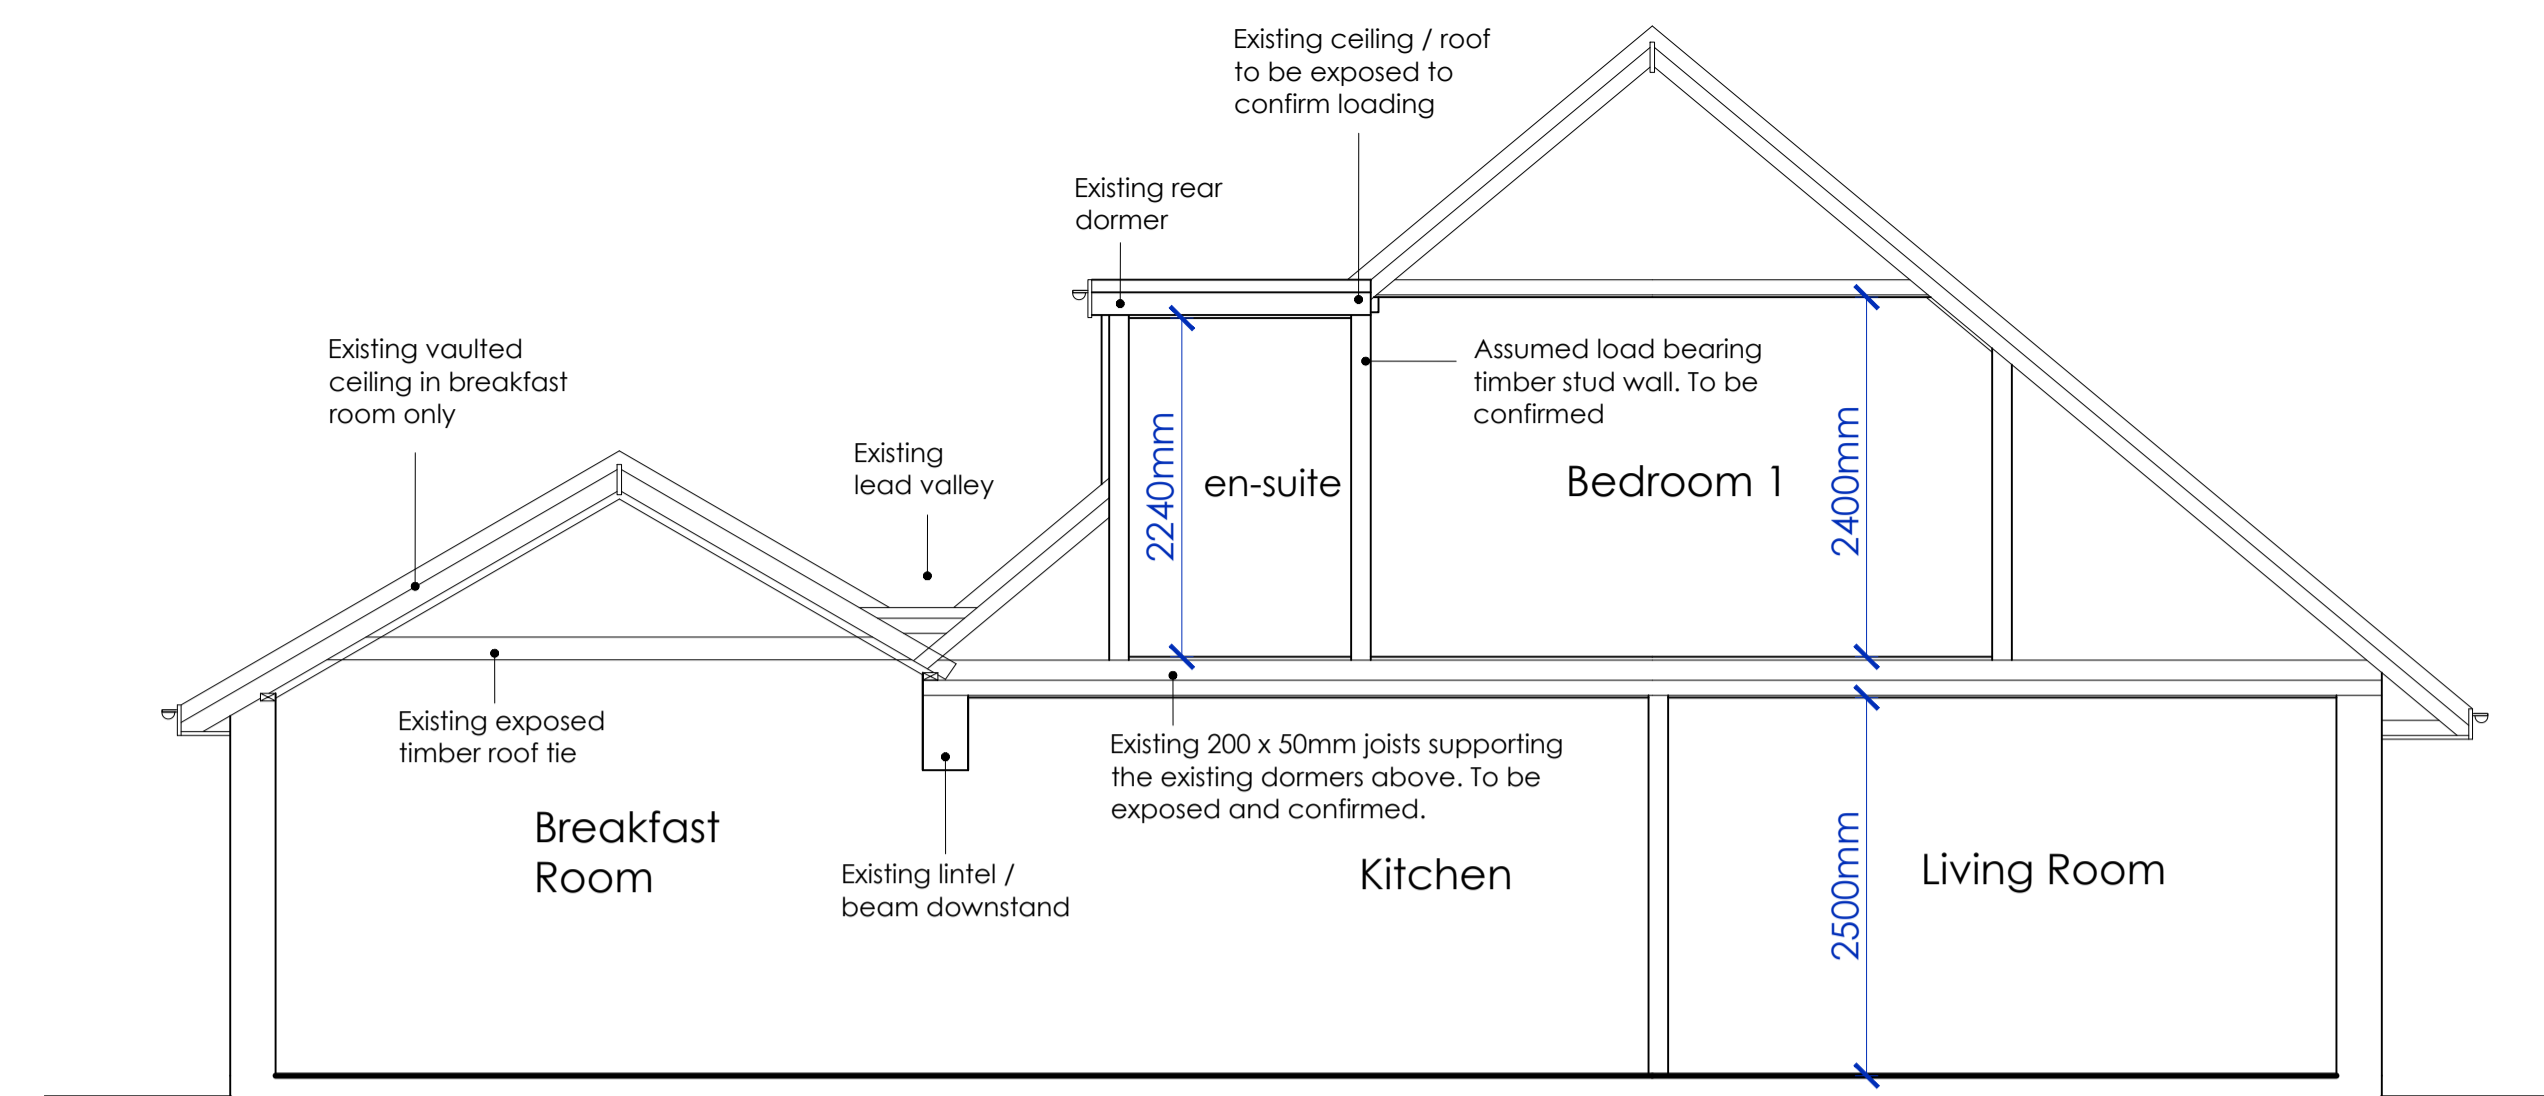 Existing ceiling / roof
to be exposed to
confirm loading
Existing rear
dormer
Existing vaulted
ceiling in breakfast
room only
Existing
lead valley
Assumed load bearing
timber stud wall. To be
confirmed
2240mm
en-suite
Bedroom 1
2400mm
Existing exposed
timber roof tie
Existing 200 x 50mm joists supporting
the existing dormers above. To be
exposed and confirmed.
Breakfast
Room
Existing lintel /
beam downstand
Kitchen
2500mm
Living Room